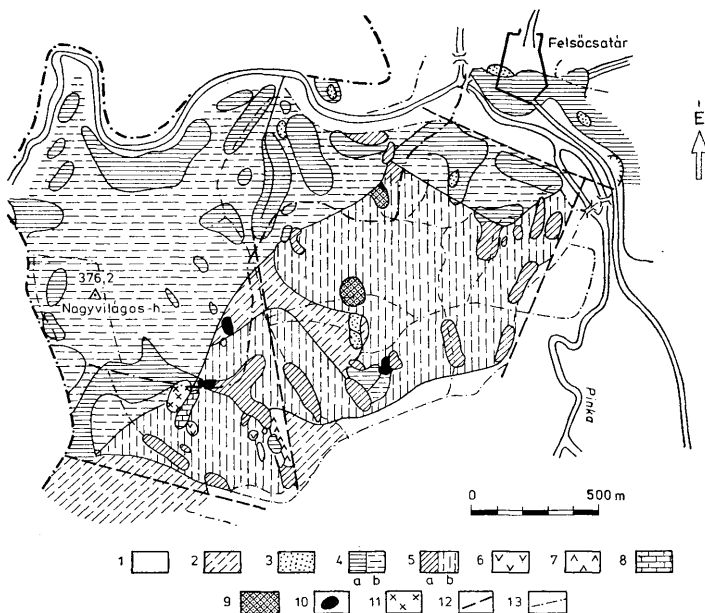 Felsőcsatár
É
376,2
Nagyvilágos-h.
Pinka
0 500 m
1 2 3 4 5 6 7 8
a b a b
9 10 11 12 13